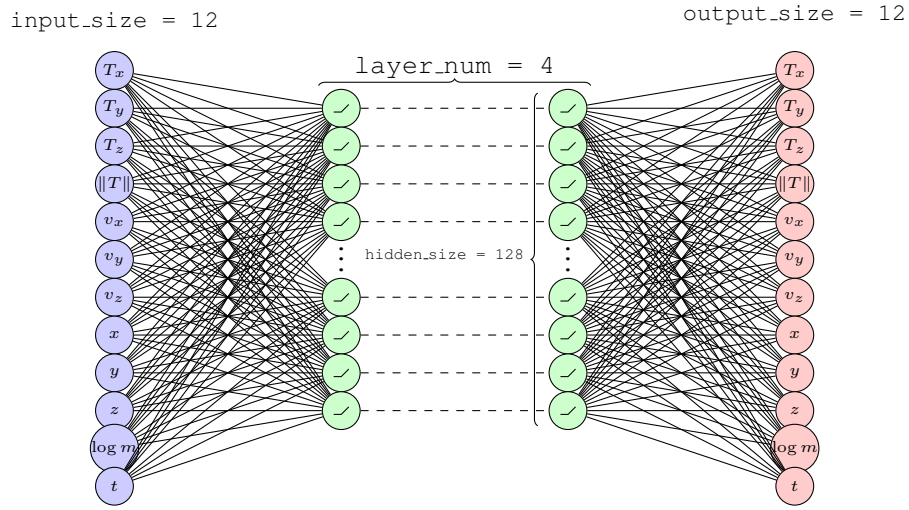 input_size = 12
output_size = 12
layer_num = 4
T_x
T_y
T_z
‖T‖
v_x
v_y
v_z
x
y
z
log m
t
hidden_size = 128
T_x
T_y
T_z
‖T‖
v_x
v_y
v_z
x
y
z
log m
t